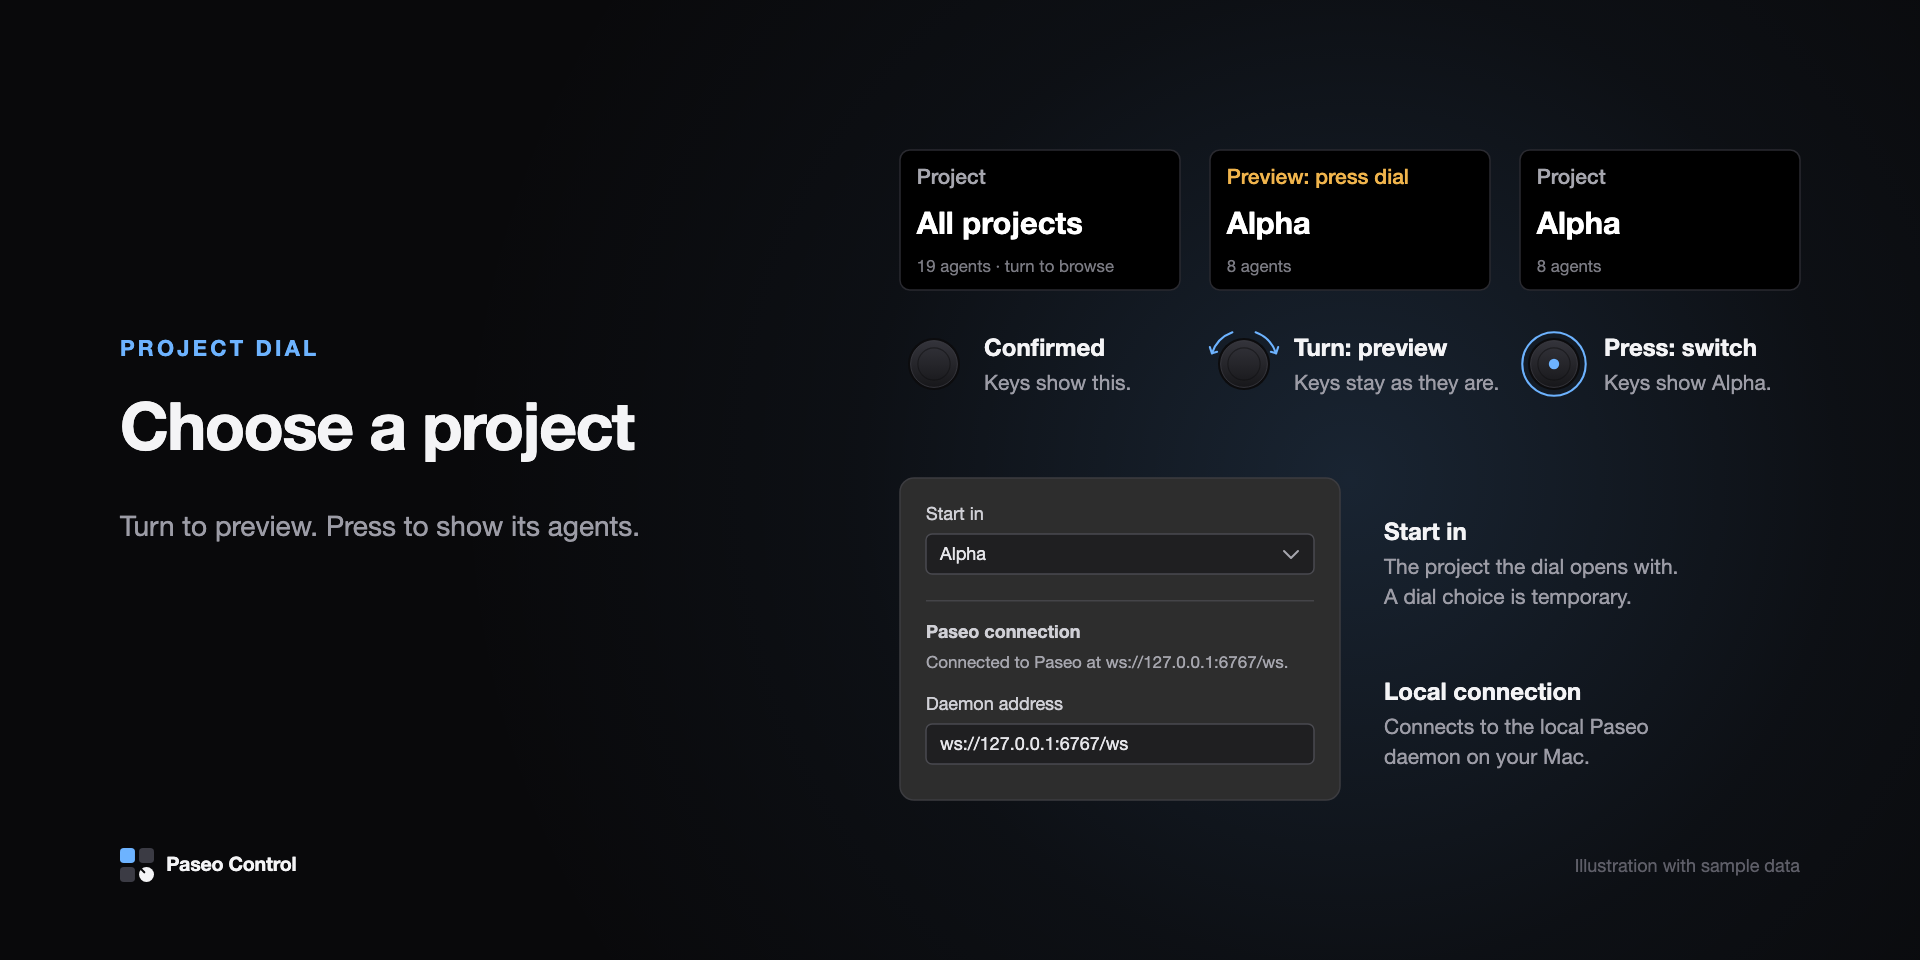 PROJECT DIAL
Choose a project
Turn to preview. Press to show its agents.
Project
All projects
19 agents · turn to browse
Preview: press dial
Alpha
8 agents
Project
Alpha
8 agents
Confirmed
Keys show this.
Turn: preview
Keys stay as they are.
Press: switch
Keys show Alpha.
Start in
Alpha
Paseo connection
Connected to Paseo at ws://127.0.0.1:6767/ws.
Daemon address
ws://127.0.0.1:6767/ws
Start in
The project the dial opens with.
A dial choice is temporary.
Local connection
Connects to the local Paseo
daemon on your Mac.
Paseo Control
Illustration with sample data